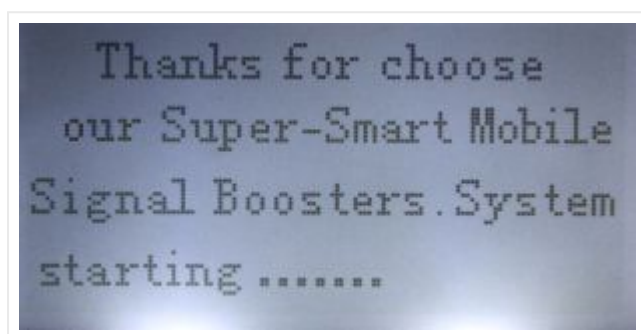 Thanks for choose
our Super-Smart Mobile
Signal Boosters.System
starting .......